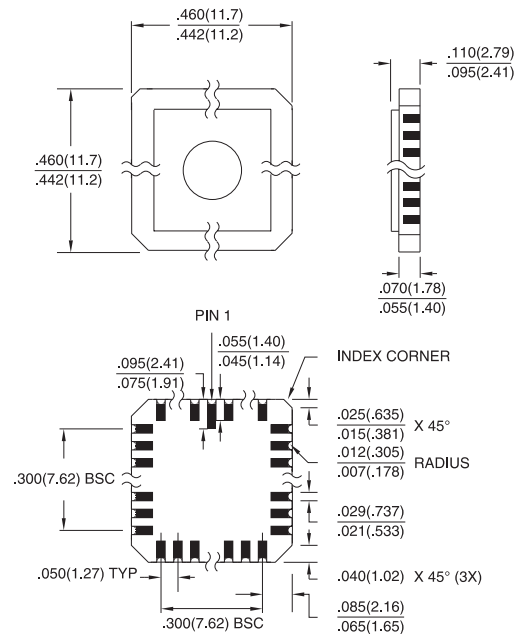 .460(11.7)
.442(11.2)
.110(2.79)
.095(2.41)
.460(11.7)
.442(11.2)
.070(1.78)
.055(1.40)
PIN 1
.055(1.40)
.045(1.14)
INDEX CORNER
.095(2.41)
.075(1.91)
.025(.635)
.015(.381)
X 45°
.012(.305)
.007(.178)
RADIUS
.300(7.62) BSC
.029(.737)
.021(.533)
.050(1.27) TYP
.040(1.02) X 45° (3X)
.085(2.16)
.065(1.65)
.300(7.62) BSC